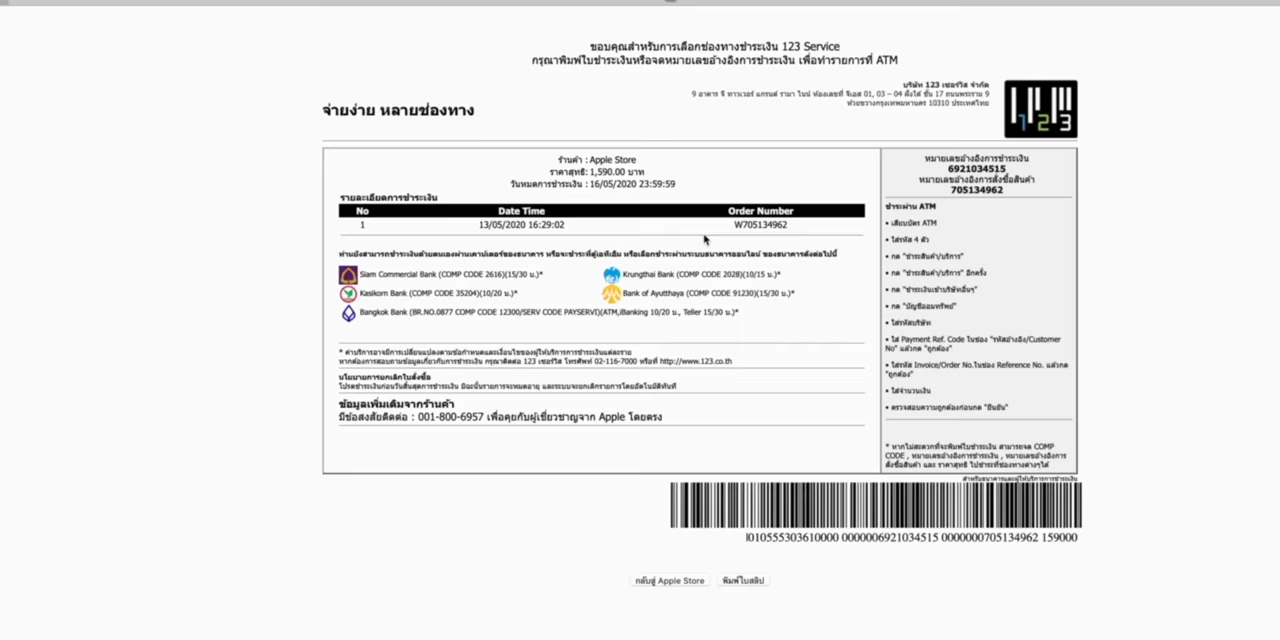 ขอบคุณสำหรับการเลือกช่องทางชำระเงิน 123 Service
กรุณาพิมพ์ใบชำระเงินหรือจดหมายเลขอ้างอิงการชำระเงิน เพื่อทำรายการที่ ATM
บริษัท 123 เซอร์วิส จำกัด
9 อาคาร จี ทาวเวอร์ แกรนด์ รามา ไนน์ ห้องเลขที่ จีเอส 01, 03 – 04 ฝั่งใต้ ชั้น 17 ถนนพระราม 9
ห้วยขวางกรุงเทพมหานคร 10310 ประเทศไทย
จ่ายง่าย หลายช่องทาง
123
ร้านค้า : Apple Store
ราคาสุทธิ: 1,590.00 บาท
วันหมดการชำระเงิน : 16/05/2020 23:59:59
รายละเอียดการชำระเงิน
No Date Time Order Number
1 13/05/2020 16:29:02 W705134962
ท่านยังสามารถชำระเงินด้วยตนเองผ่านเคาน์เตอร์ของธนาคาร หรือจะชำระที่ตู้เอทีเอ็ม หรือเลือกชำระผ่านระบบธนาคารออนไลน์ ของธนาคารดังต่อไปนี้
Siam Commercial Bank (COMP CODE 2616)(15/30 บ.)* Krungthai Bank (COMP CODE 2028)(10/15 บ.)*
Kasikorn Bank (COMP CODE 35204)(10/20 บ.)* Bank of Ayutthaya (COMP CODE 91230)(15/30 บ.)*
Bangkok Bank (BR.NO.0877 COMP CODE 12300/SERV CODE PAYSERVI)(ATM,iBanking 10/20 บ., Teller 15/30 บ.)*
* ค่าบริการอาจมีการเปลี่ยนแปลงตามข้อกำหนดและเงื่อนไขของผู้ให้บริการการชำระเงินแต่ละราย
หากต้องการสอบถามข้อมูลเกี่ยวกับการชำระเงิน กรุณาติดต่อ 123 เซอร์วิส โทรศัพท์ 02-116-7000 หรือที่ http://www.123.co.th
นโยบายการยกเลิกใบสั่งซื้อ
โปรดชำระเงินก่อนวันสิ้นสุดการชำระเงิน มิฉะนั้นรายการจะหมดอายุ และระบบจะยกเลิกรายการโดยอัตโนมัติทันที
ข้อมูลเพิ่มเติมจากร้านค้า
มีข้อสงสัยติดต่อ : 001-800-6957 เพื่อคุยกับผู้เชี่ยวชาญจาก Apple โดยตรง
หมายเลขอ้างอิงการชำระเงิน
6921034515
หมายเลขอ้างอิงการสั่งซื้อสินค้า
705134962
ชำระผ่าน ATM
• เสียบบัตร ATM
• ใส่รหัส 4 ตัว
• กด "ชำระสินค้า/บริการ"
• กด "ชำระสินค้า/บริการ" อีกครั้ง
• กด "ชำระเงินเข้าบริษัทอื่นๆ"
• กด "บัญชีออมทรัพย์"
• ใส่รหัสบริษัท
• ใส่ Payment Ref. Code ในช่อง "รหัสอ้างอิง/Customer
No" แล้วกด "ถูกต้อง"
• ใส่รหัส Invoice/Order No.ในช่อง Reference No. แล้วกด
"ถูกต้อง"
• ใส่จำนวนเงิน
• ตรวจสอบความถูกต้องก่อนกด "ยืนยัน"
* หากไม่สะดวกที่จะพิมพ์ใบชำระเงิน สามารถจด COMP
CODE , หมายเลขอ้างอิงการชำระเงิน , หมายเลขอ้างอิงการ
สั่งซื้อสินค้า และ ราคาสุทธิ ไปชำระที่ช่องทางต่างๆได้
สำหรับธนาคารและผู้ให้บริการการชำระเงิน
|010555303610000 0000006921034515 0000000705134962 159000
กลับสู่ Apple Store พิมพ์ใบสลิป